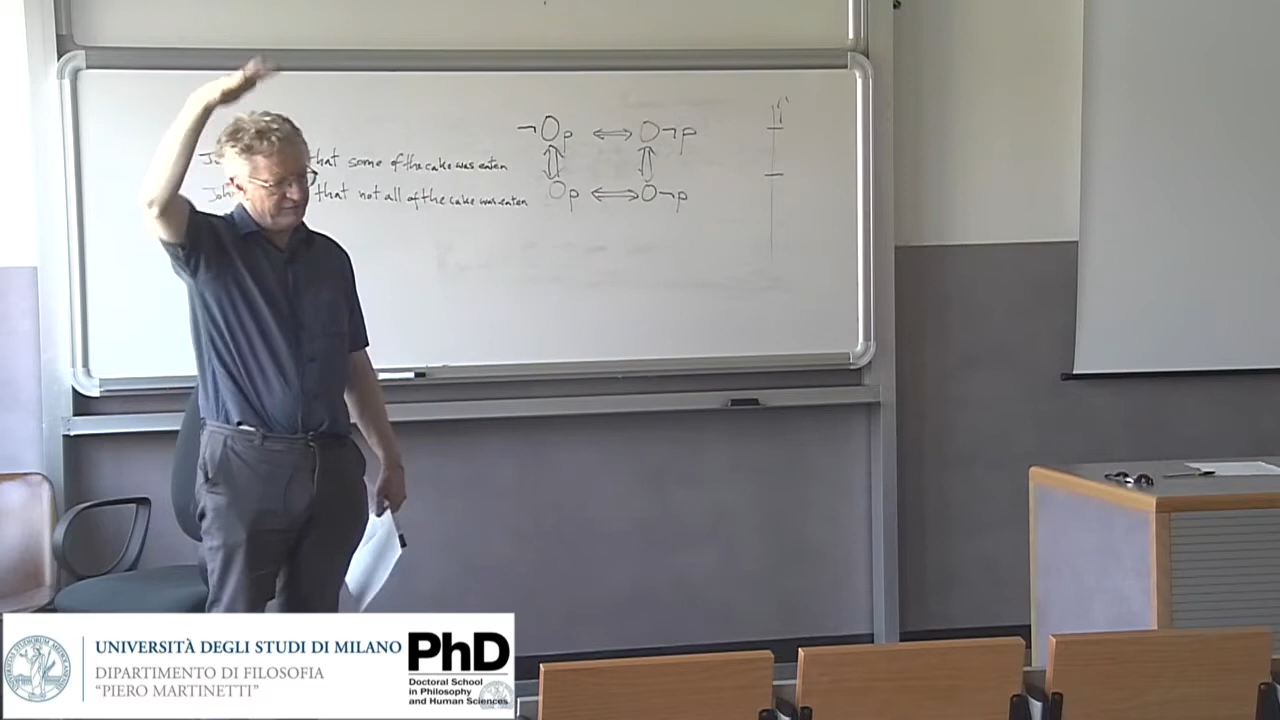 that some of the cake was eaten
John that not all of the cake was eaten
¬Op ⟺ O¬p
Op ⟺ O¬p
UNIVERSITÀ DEGLI STUDI DI MILANO
DIPARTIMENTO DI FILOSOFIA
"PIERO MARTINETTI"
PhD
Doctoral School
in Philosophy
and Human Sciences